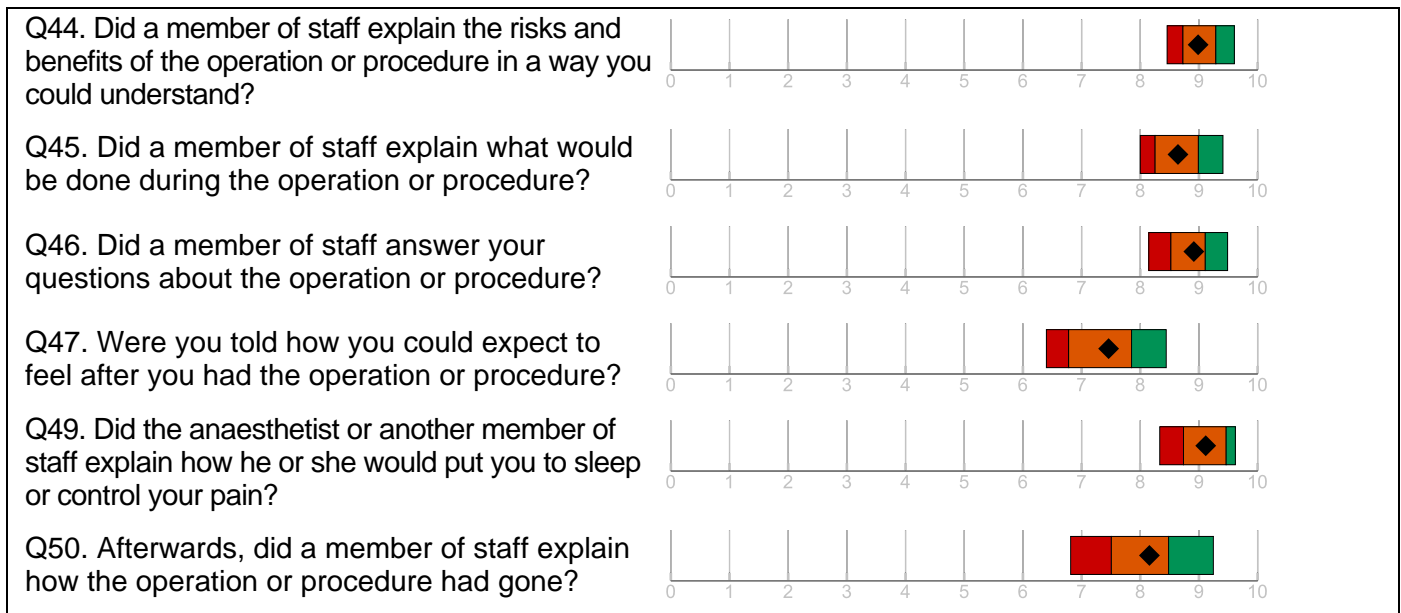 Q44. Did a member of staff explain the risks and
benefits of the operation or procedure in a way you
could understand?
0 1 2 3 4 5 6 7 8 9 10
Q45. Did a member of staff explain what would
be done during the operation or procedure?
0 1 2 3 4 5 6 7 8 9 10
Q46. Did a member of staff answer your
questions about the operation or procedure?
0 1 2 3 4 5 6 7 8 9 10
Q47. Were you told how you could expect to
feel after you had the operation or procedure?
0 1 2 3 4 5 6 7 8 9 10
Q49. Did the anaesthetist or another member of
staff explain how he or she would put you to sleep
or control your pain?
0 1 2 3 4 5 6 7 8 9 10
Q50. Afterwards, did a member of staff explain
how the operation or procedure had gone?
0 1 2 3 4 5 6 7 8 9 10